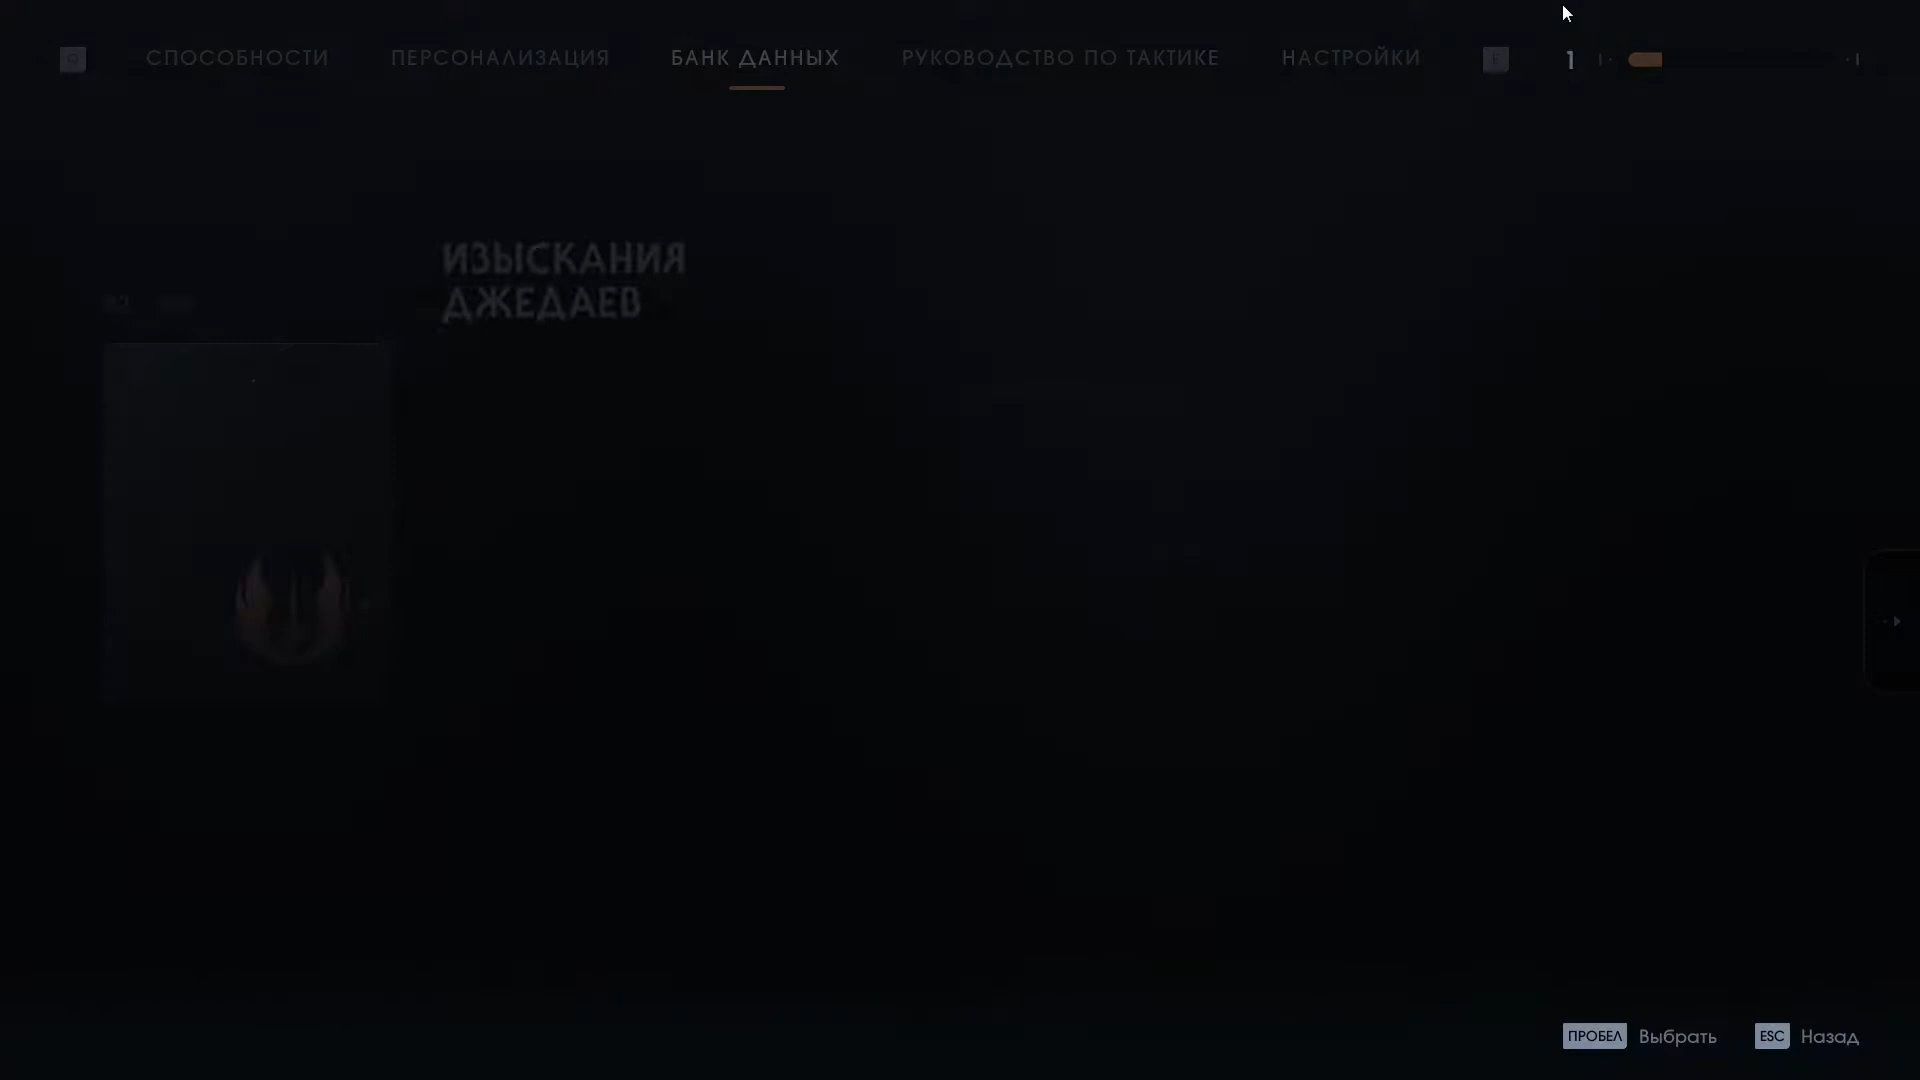 СПОСОБНОСТИ ПЕРСОНАЛИЗАЦИЯ БАНК ДАННЫХ РУКОВОДСТВО ПО ТАКТИКЕ НАСТРОЙКИ E 1
ИЗЫСКАНИЯ
ДЖЕДАЕВ
ПРОБЕЛ Выбрать ESC Назад